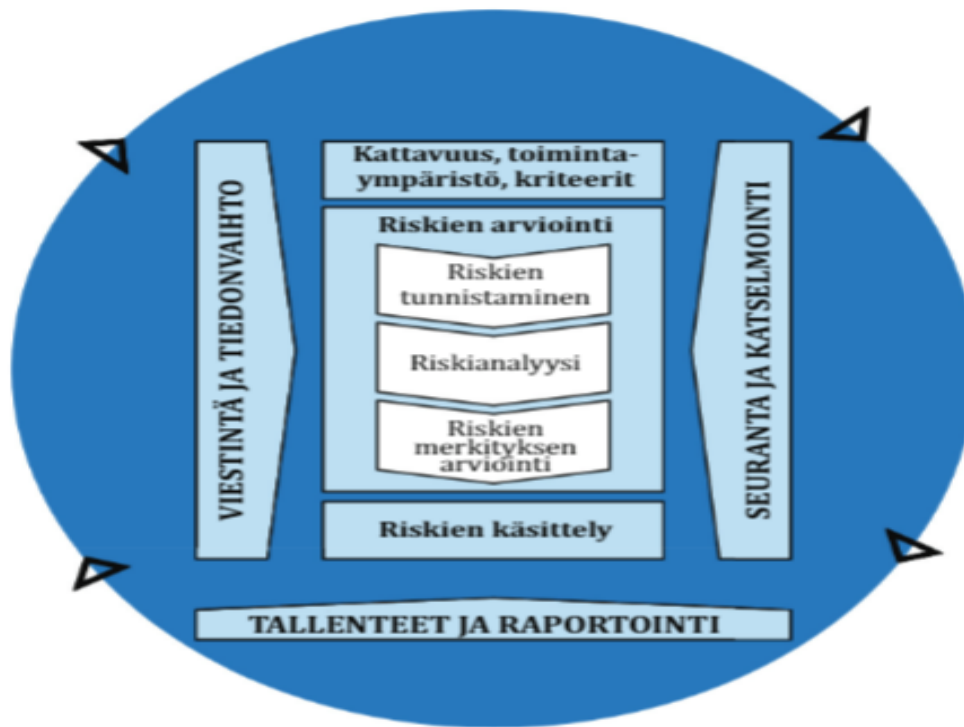 VIESTINTÄ JA TIEDONVAIHTO
Kattavuus, toiminta-
ympäristö, kriteerit
Riskien arviointi
Riskien
tunnistaminen
Riskianalyysi
Riskien
merkityksen
arviointi
Riskien käsittely
SEURANTA JA KATSELMOINTI
TALLENTEET JA RAPORTOINTI